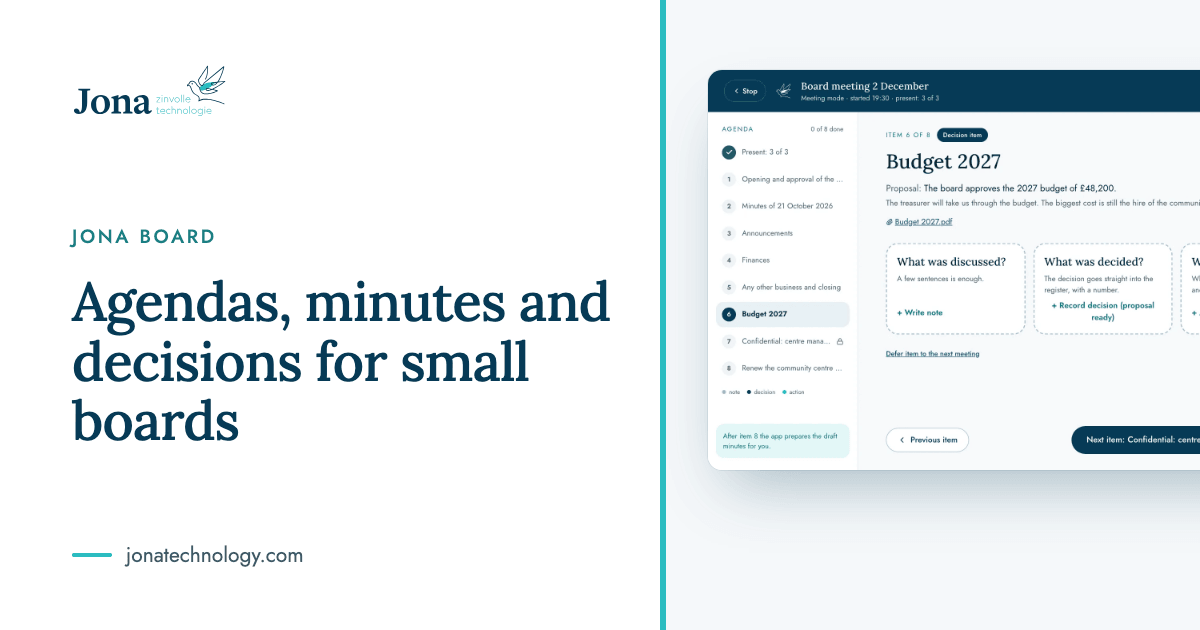 Jona zinvolle
technologie
JONA BOARD
Agendas, minutes and
decisions for small
boards
jonatechnology.com
Stop
Board meeting 2 December
Meeting mode · started 19:30 · present: 3 of 3
AGENDA 0 of 8 done
Present: 3 of 3
1 Opening and approval of the ...
2 Minutes of 21 October 2026
3 Announcements
4 Finances
5 Any other business and closing
6 Budget 2027
7 Confidential: centre mana...
8 Renew the community centre ...
note decision action
After item 8 the app prepares the draft
minutes for you.
ITEM 6 OF 8 Decision item
Budget 2027
Proposal: The board approves the 2027 budget of £48,200.
The treasurer will take us through the budget. The biggest cost is still the hire of the communi
Budget 2027.pdf
What was discussed?
A few sentences is enough.
+ Write note
What was decided?
The decision goes straight into the
register, with a number.
+ Record decision (proposal
ready)
W
Wh
an
+
Defer item to the next meeting
Previous item
Next item: Confidential: centre